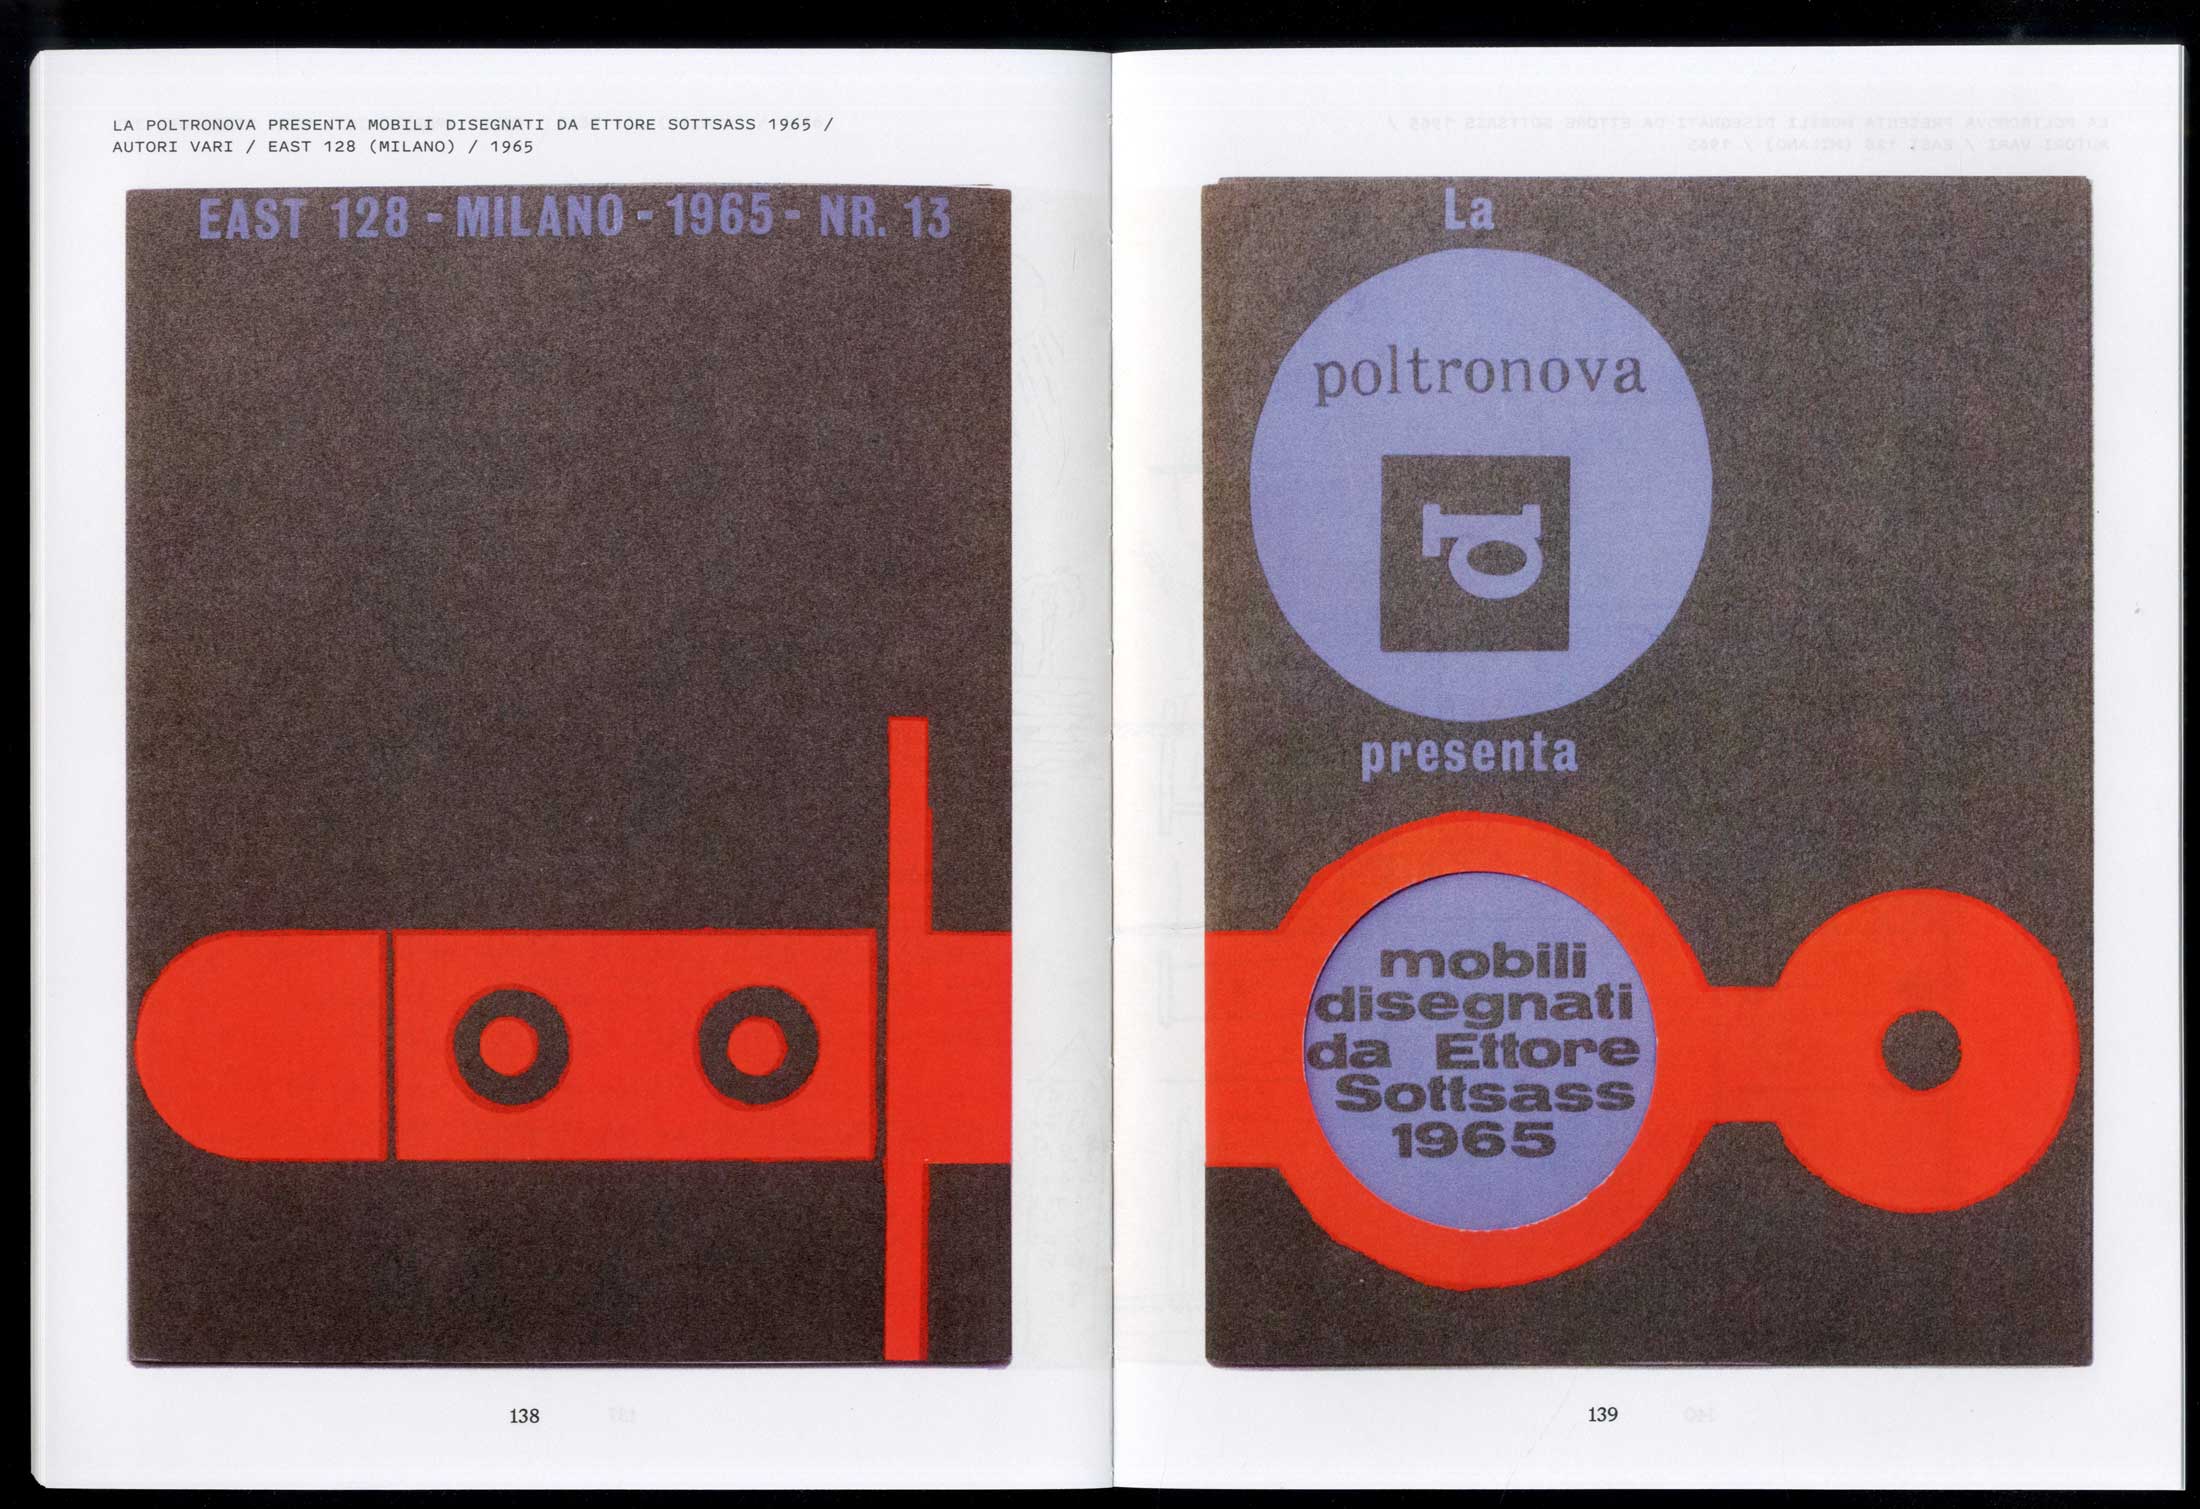 LA POLTRONOVA PRESENTA MOBILI DISEGNATI DA ETTORE SOTTSASS 1965 /
AUTORI VARI / EAST 128 (MILANO) / 1965
EAST 128 - MILANO - 1965 - NR. 13
138
La
poltronova
p
presenta
mobili
disegnati
da Ettore
Sottsass
1965
139